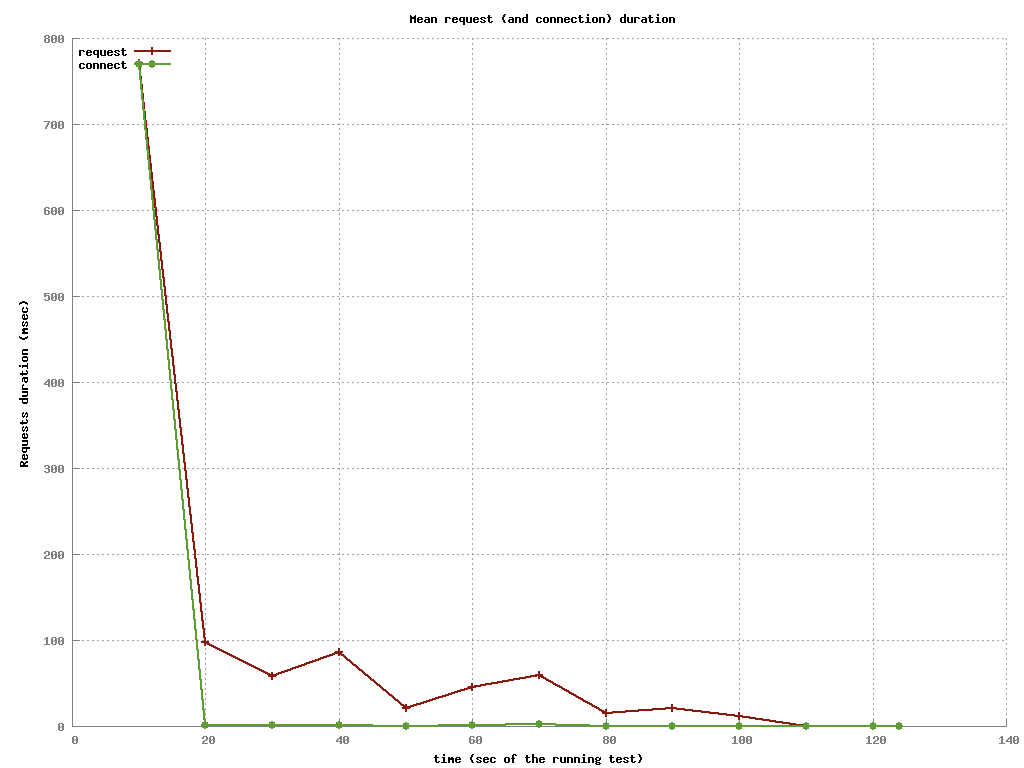 Mean request (and connection) duration
800
request
connect
700
600
500
400
300
200
100
0
Requests duration (msec)
0 20 40 60 80 100 120 140
time (sec of the running test)